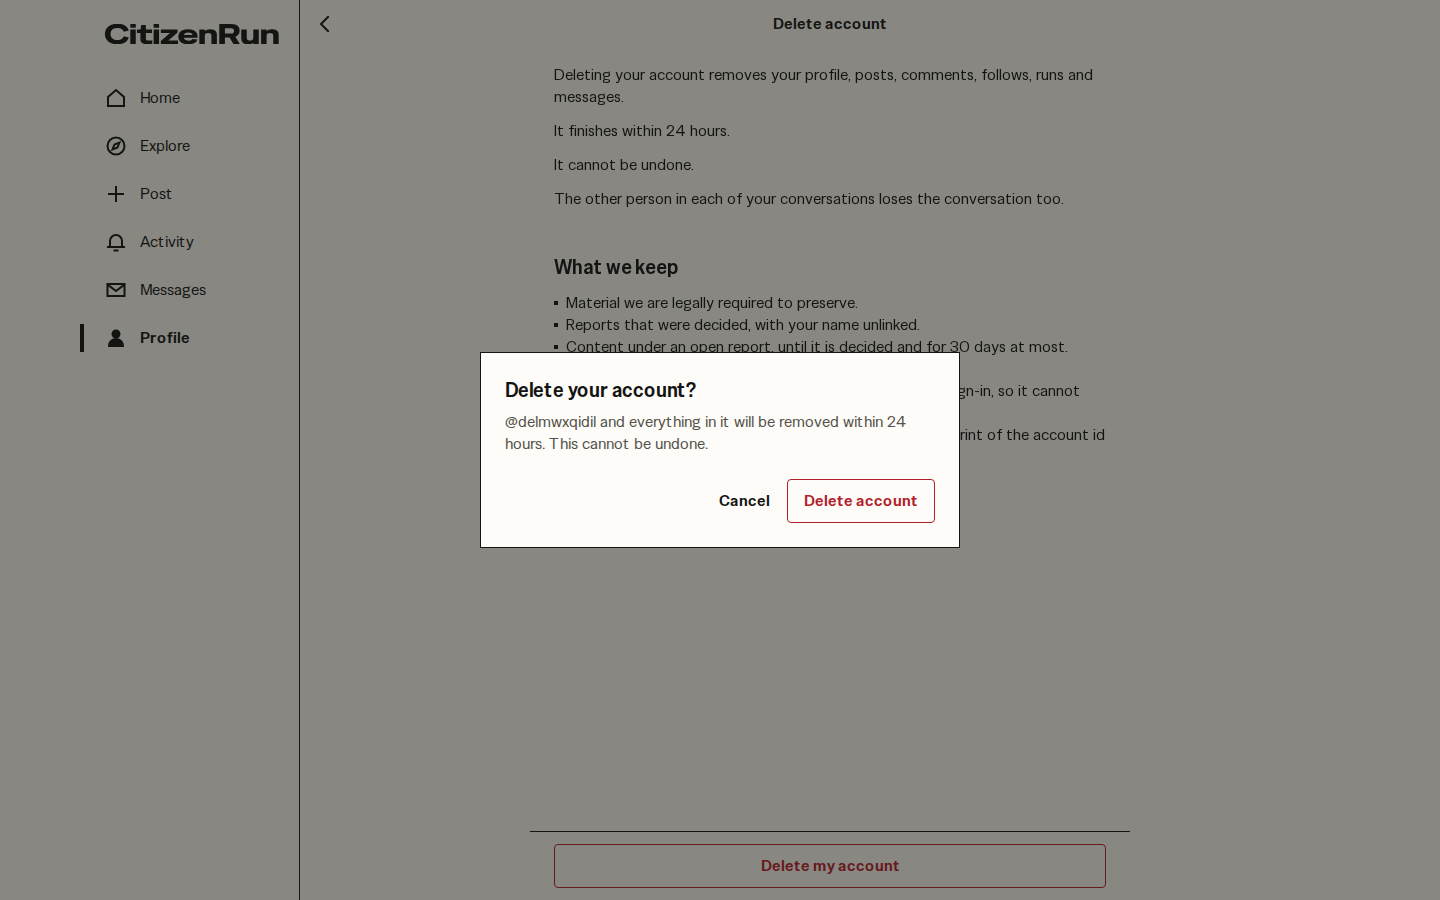 CitizenRun
Home
Explore
Post
Activity
Messages
Profile
Delete account
Deleting your account removes your profile, posts, comments, follows, runs and
messages.
It finishes within 24 hours.
It cannot be undone.
The other person in each of your conversations loses the conversation too.
What we keep
▪ Material we are legally required to preserve.
▪ Reports that were decided, with your name unlinked.
▪ Content under an open report, until it is decided and for 30 days at most.
so it cannot
of the account id
Delete your account?
@delmwxqidil and everything in it will be removed within 24
hours. This cannot be undone.
Cancel
Delete account
Delete my account